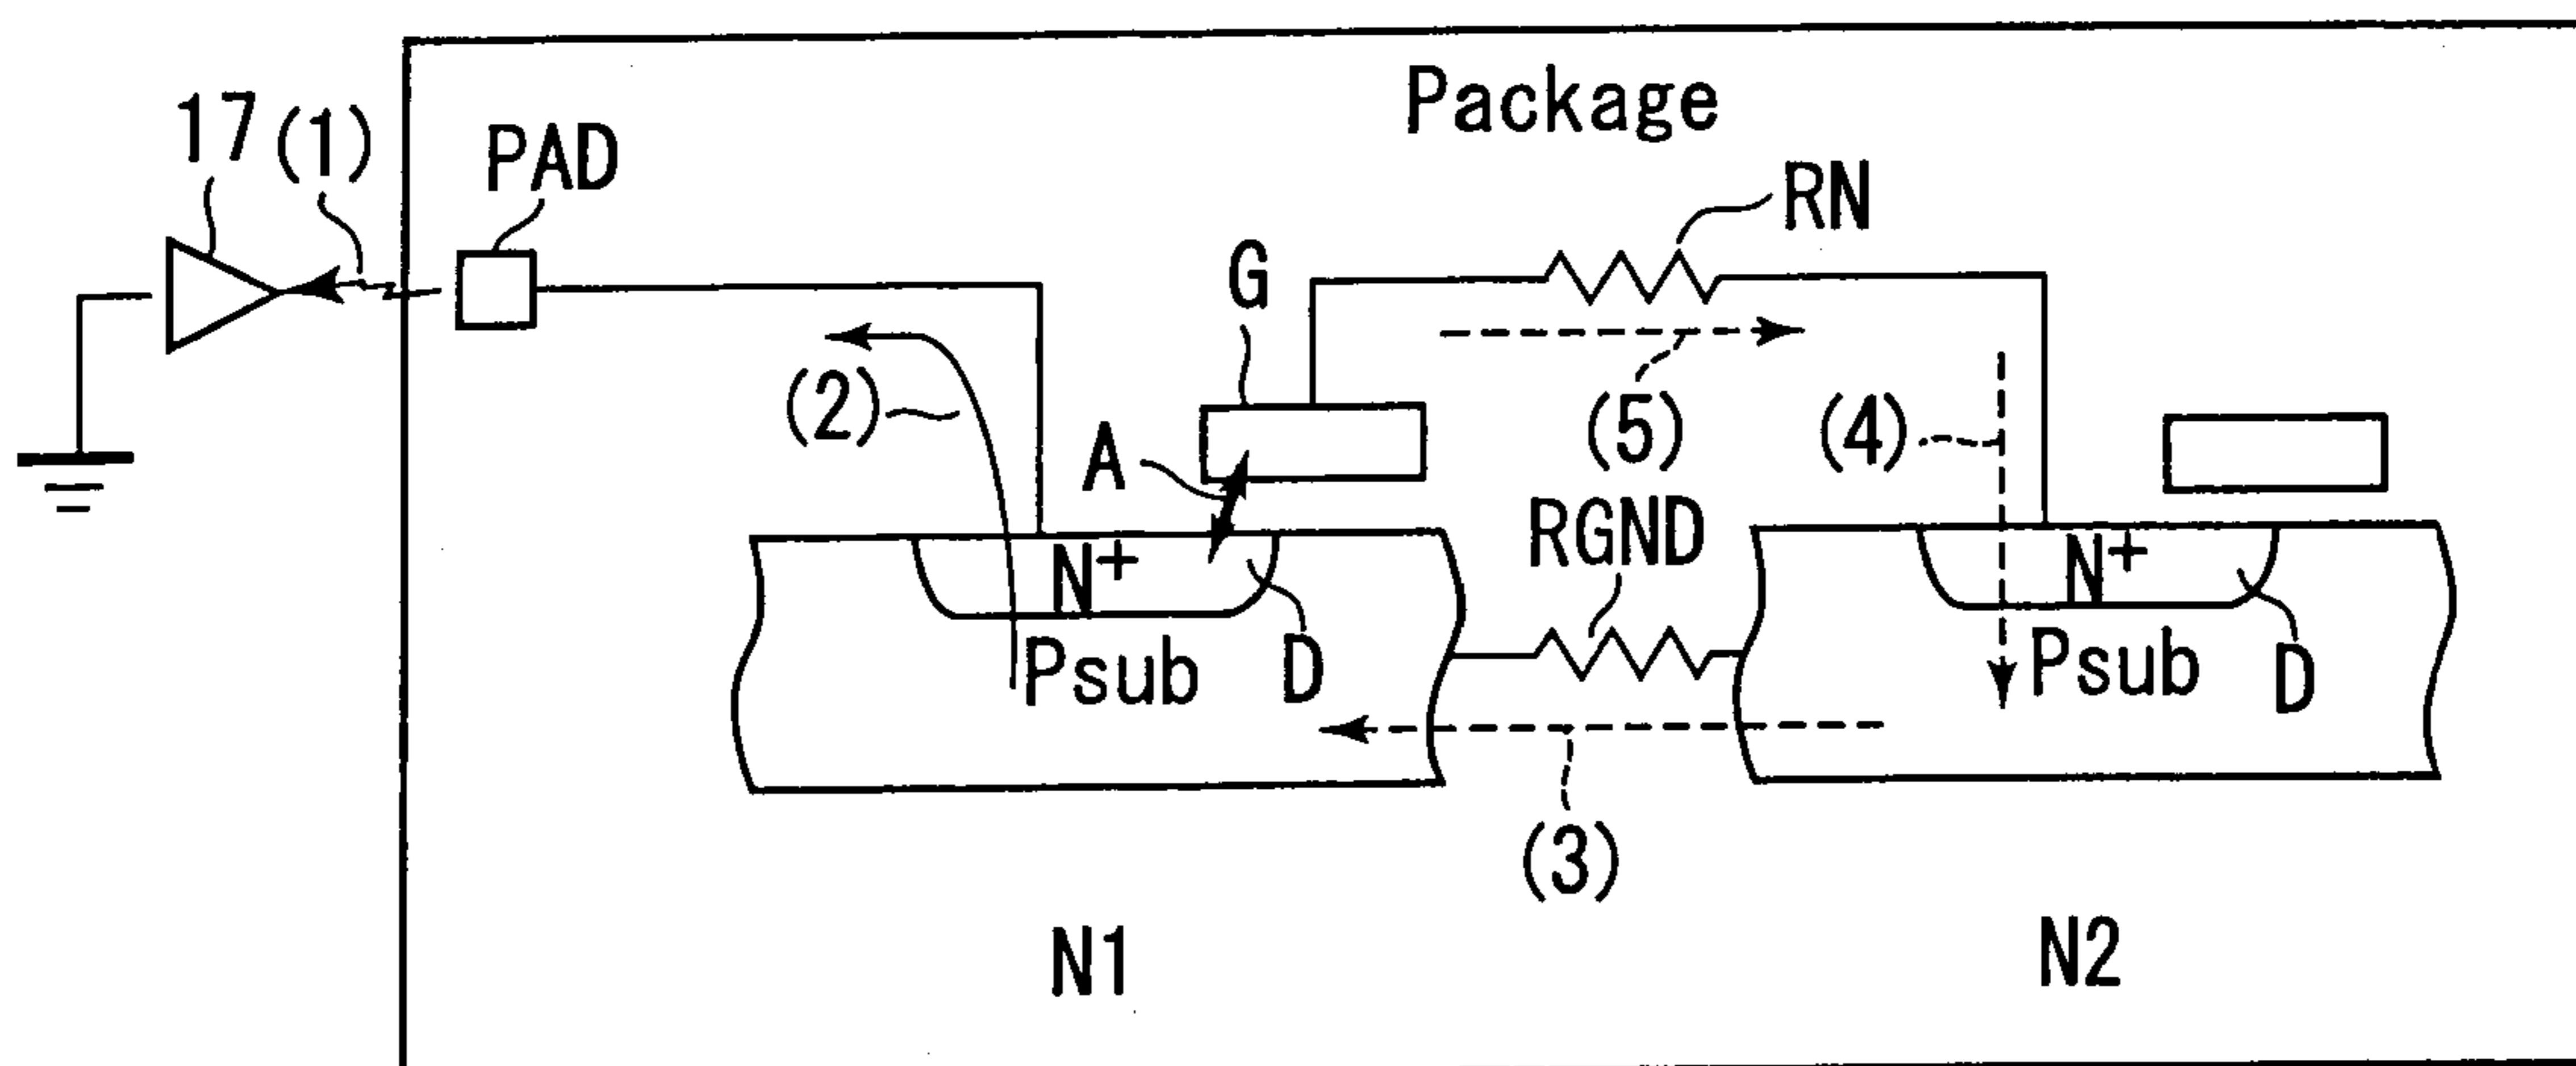 Package
17
(1)
PAD
RN
G
(2)
A
(5)
(4)
RGND
N+
N+
Psub
D
Psub
D
(3)
N1
N2